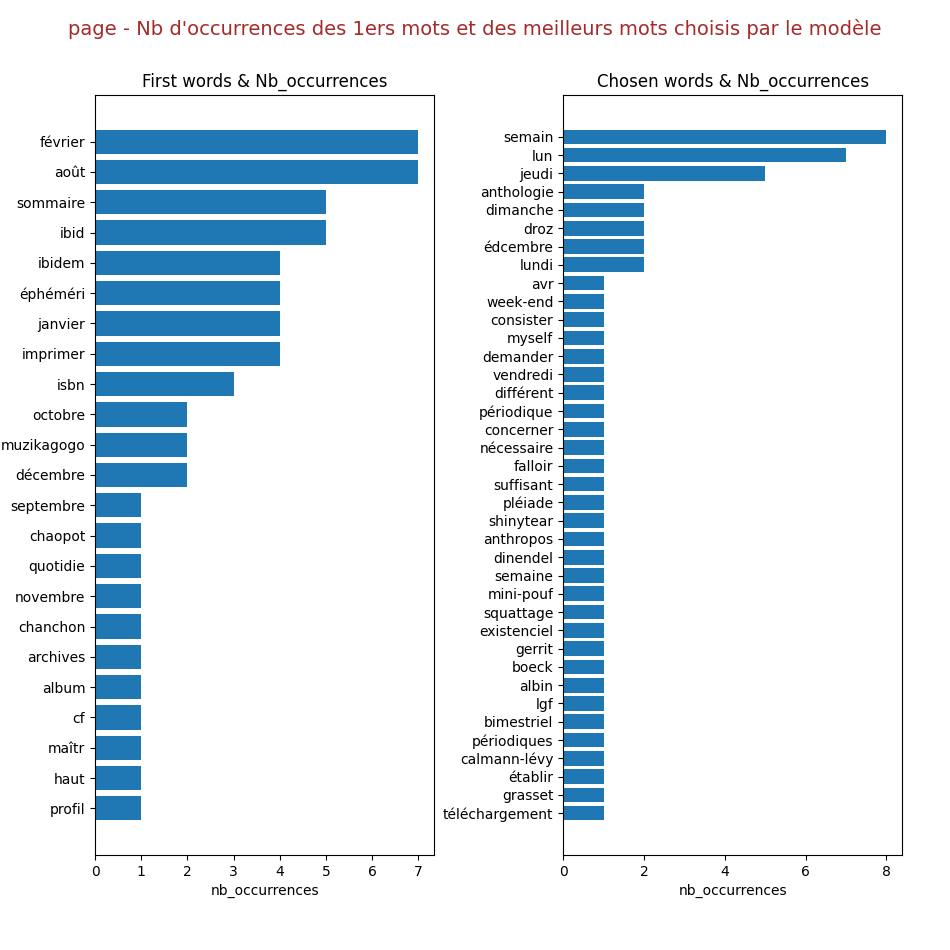 page - Nb d'occurrences des 1ers mots et des meilleurs mots choisis par le modèle
First words & Nb_occurrences
février
août
sommaire
ibid
ibidem
éphéméri
janvier
imprimer
isbn
octobre
muzikagogo
décembre
septembre
chaopot
quotidie
novembre
chanchon
archives
album
cf
maîtr
haut
profil
0 1 2 3 4 5 6 7
nb_occurrences
Chosen words & Nb_occurrences
semain
lun
jeudi
anthologie
dimanche
droz
édcembre
lundi
avr
week-end
consister
myself
demander
vendredi
différent
périodique
concerner
nécessaire
falloir
suffisant
pléiade
shinytear
anthropos
dinendel
semaine
mini-pouf
squattage
existenciel
gerrit
boeck
albin
lgf
bimestriel
périodiques
calmann-lévy
établir
grasset
téléchargement
0 2 4 6 8
nb_occurrences